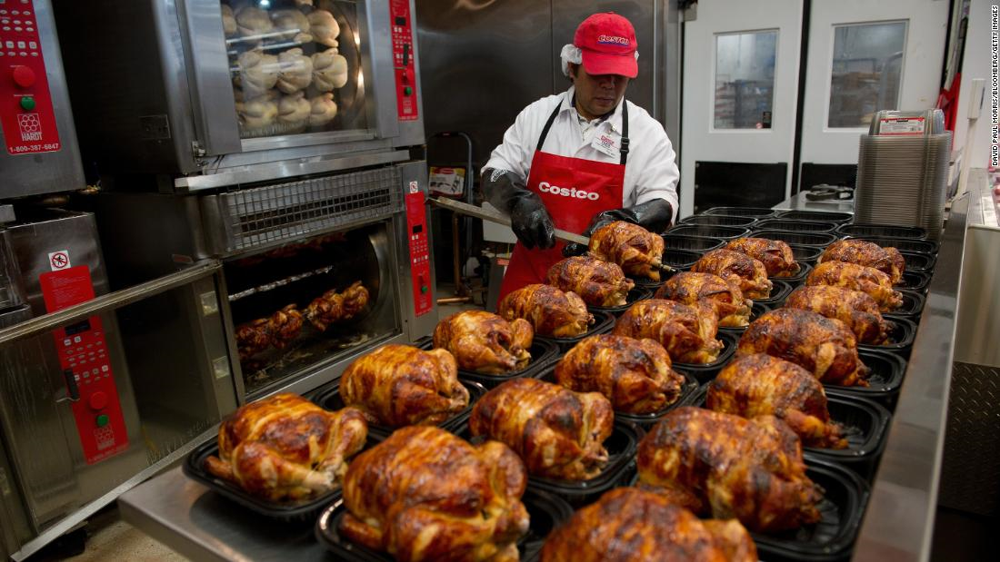 HARDT
1-800-387-6847
COSTCO
Costco
DAVID PAUL MORRIS/BLOOMBERG/GETTY IMAGES